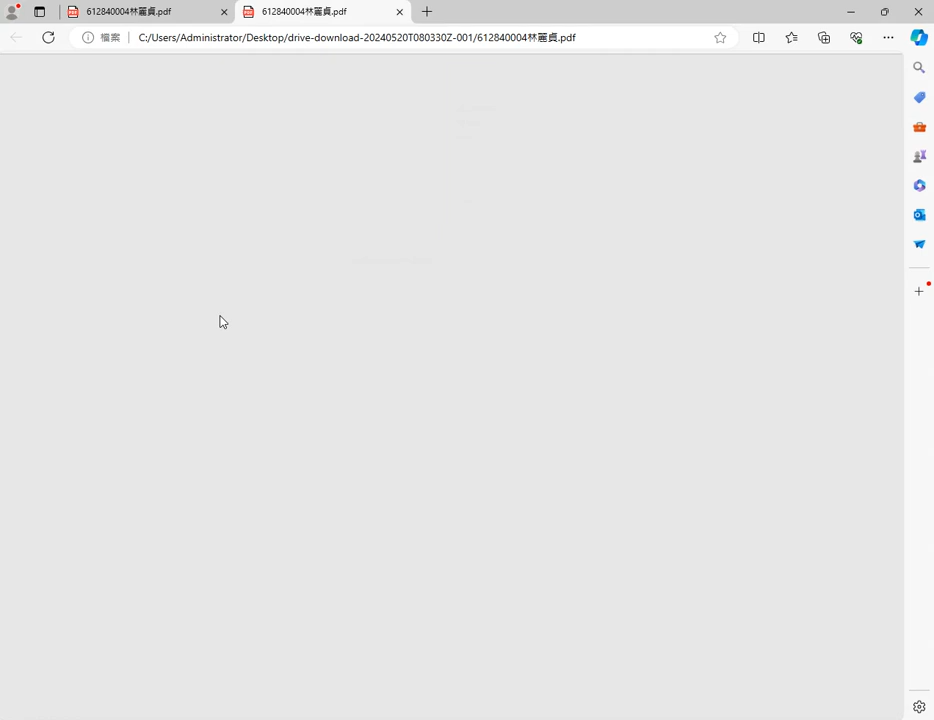 612840004林麗貞.pdf
612840004林麗貞.pdf
檔案
C:/Users/Administrator/Desktop/drive-download-20240520T080330Z-001/612840004林麗貞.pdf